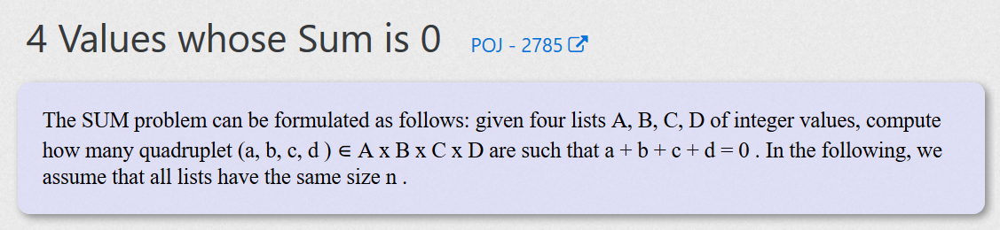 4 Values whose Sum is 0 POJ - 2785
The SUM problem can be formulated as follows: given four lists A, B, C, D of integer values, compute
how many quadruplet (a, b, c, d ) ∈ A x B x C x D are such that a + b + c + d = 0 . In the following, we
assume that all lists have the same size n .